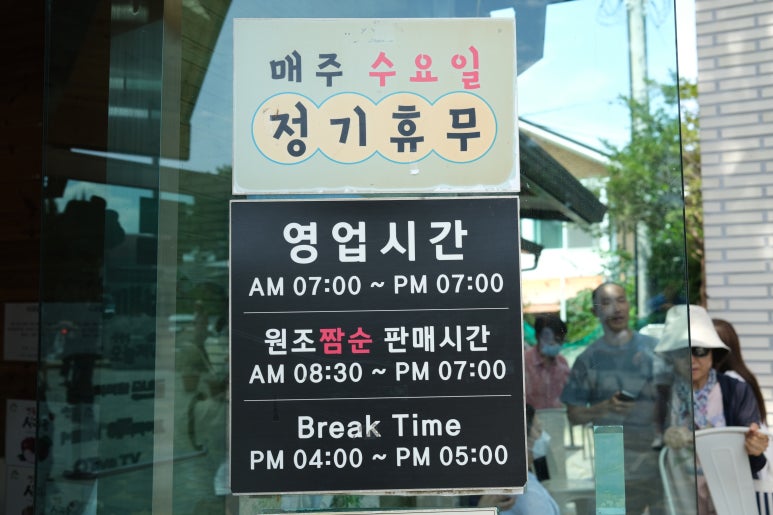 매주 수요일
정기휴무
영업시간
AM 07:00 ~ PM 07:00
원조짬순 판매시간
AM 08:30 ~ PM 07:00
Break Time
PM 04:00 ~ PM 05:00